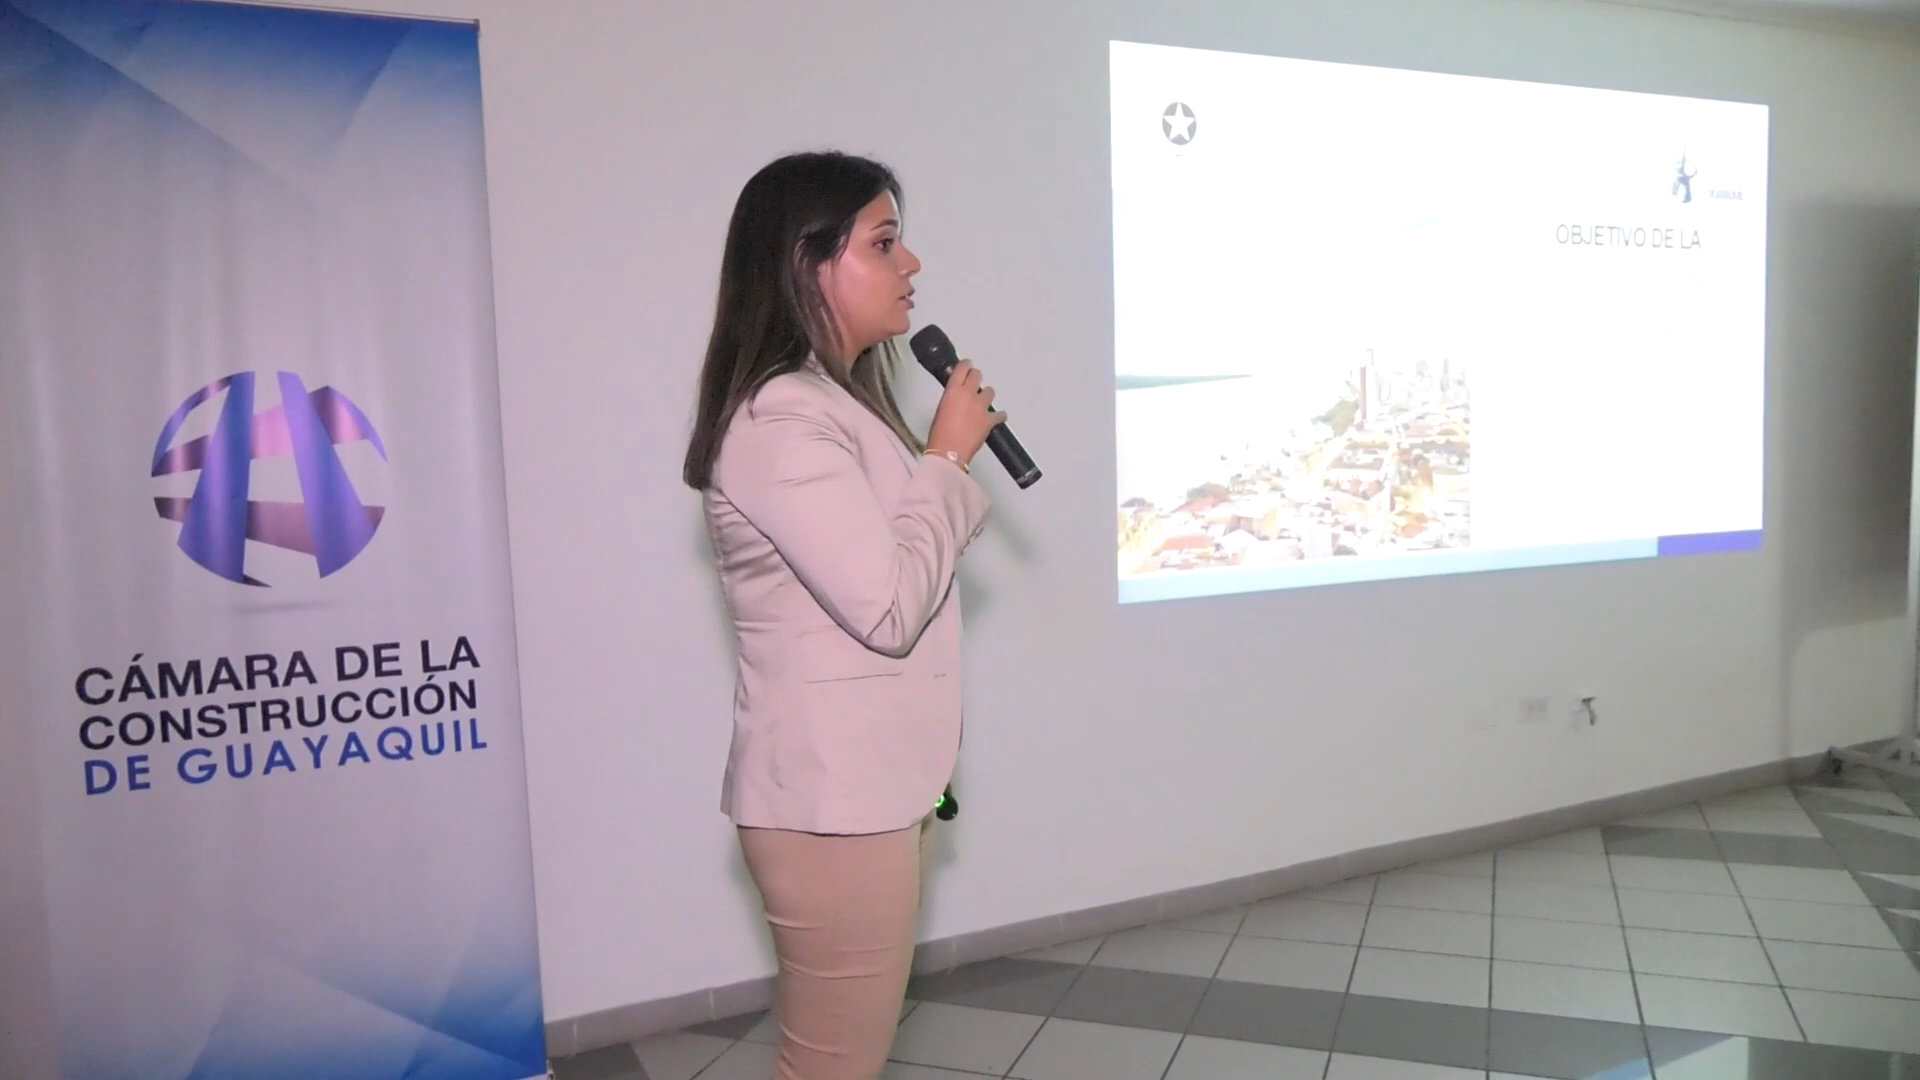 CÁMARA DE LA
CONSTRUCCIÓN
DE GUAYAQUIL
OBJETIVO DE LA